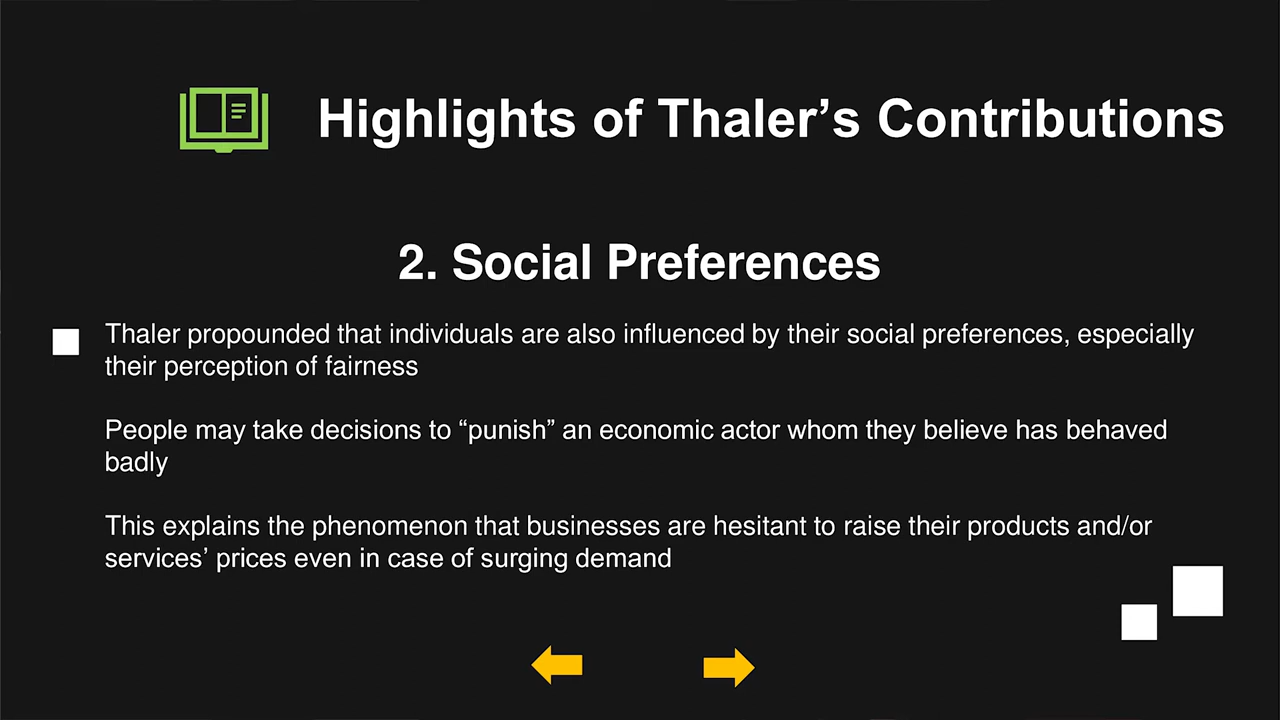 Highlights of Thaler’s Contributions
2. Social Preferences
Thaler propounded that individuals are also influenced by their social preferences, especially
their perception of fairness
People may take decisions to “punish” an economic actor whom they believe has behaved
badly
This explains the phenomenon that businesses are hesitant to raise their products and/or
services’ prices even in case of surging demand